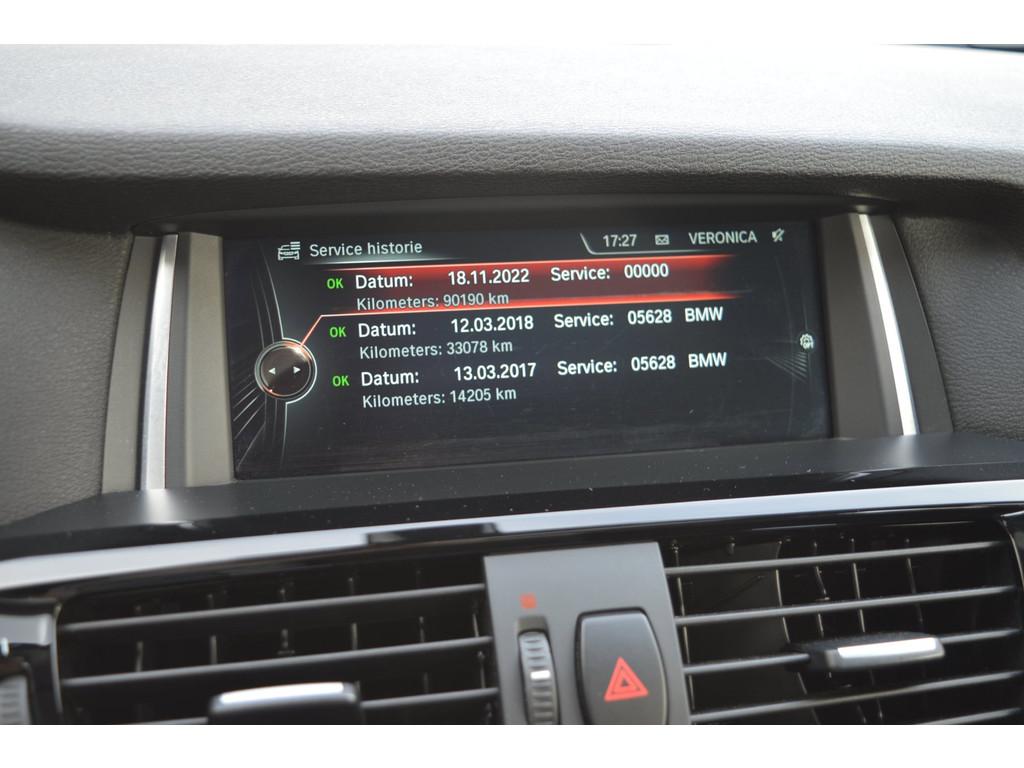 Service historie 17:27 VERONICA
OK Datum: 18.11.2022 Service: 00000
Kilometers: 90190 km
OK Datum: 12.03.2018 Service: 05628 BMW
Kilometers: 33078 km
OK Datum: 13.03.2017 Service: 05628 BMW
Kilometers: 14205 km